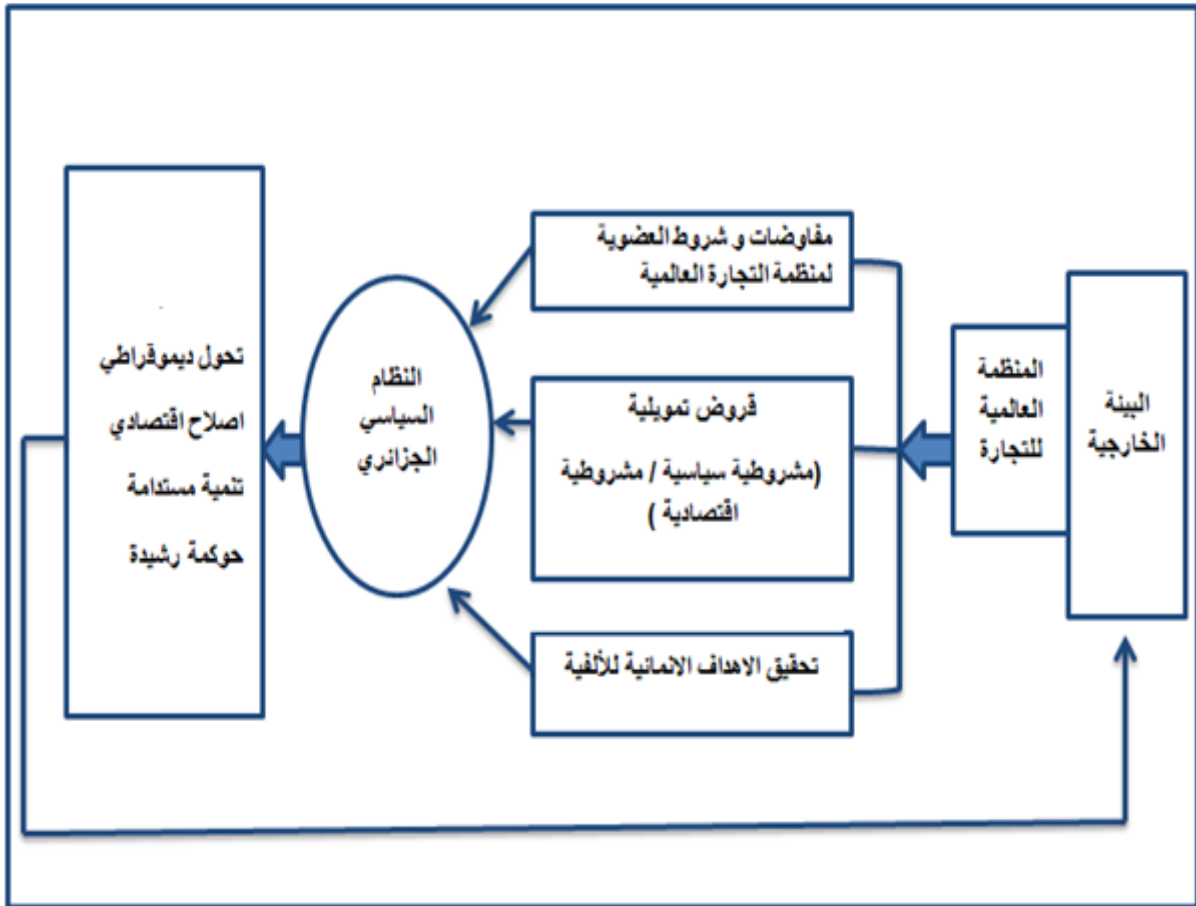 البيئة
الخارجية
المنظمة
العالمية
للتجارة
مفاوضات و شروط العضوية
لمنظمة التجارة العالمية
قروض تمويلية
(مشروطية سياسية / مشروطية
اقتصادية )
تحقيق الاهداف الانمائية للألفية
النظام
السياسي
الجزائري
تحول ديموقراطي
اصلاح اقتصادي
تنمية مستدامة
حوكمة رشيدة